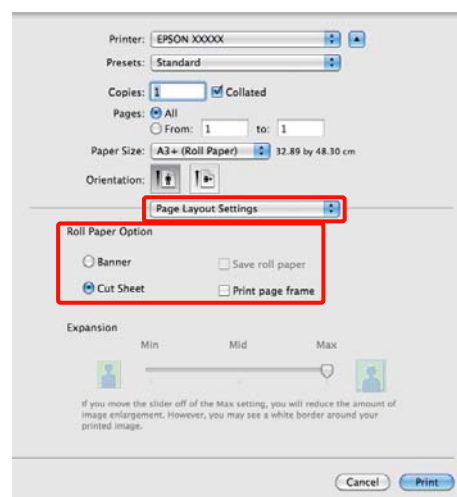 Printer: EPSON XXXXX
Presets: Standard
Copies: 1 Collated
Pages: All
From: 1 to: 1
Paper Size: A3+ (Roll Paper) 32.89 by 48.30 cm
Orientation:
Page Layout Settings
Roll Paper Option
Banner Save roll paper
Cut Sheet Print page frame
Expansion
Min Mid Max
If you move the slider off of the Max setting, you will reduce the amount of
image enlargement. However, you may see a white border around your
printed image.
Cancel Print